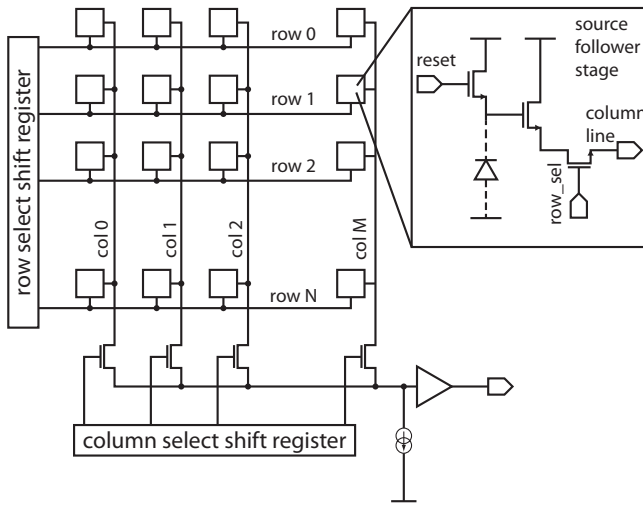 row select shift register
row 0
row 1
row 2
row N
col 0
col 1
col 2
col M
column select shift register
reset
source
follower
stage
column
line
row_sel